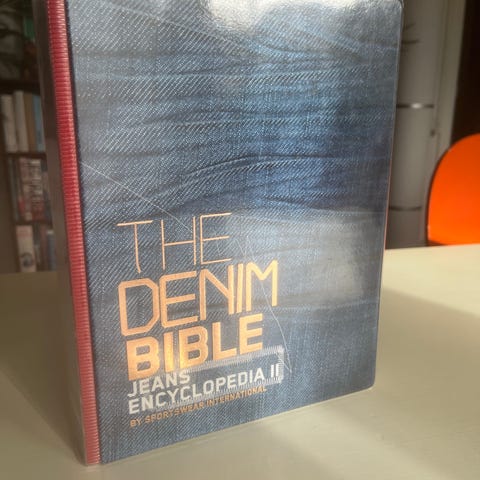 THE
DENIM
BIBLE
JEANS
ENCYCLOPEDIA II
BY SPORTSWEAR INTERNATIONAL